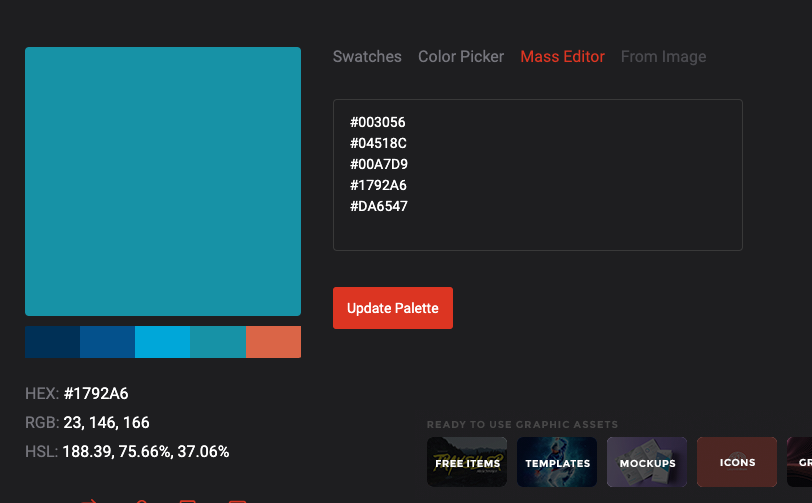 Swatches Color Picker Mass Editor From Image
#003056
#04518C
#00A7D9
#1792A6
#DA6547
Update Palette
HEX: #1792A6
RGB: 23, 146, 166
HSL: 188.39, 75.66%, 37.06%
READY TO USE GRAPHIC ASSETS
FREE ITEMS TEMPLATES MOCKUPS ICONS GR